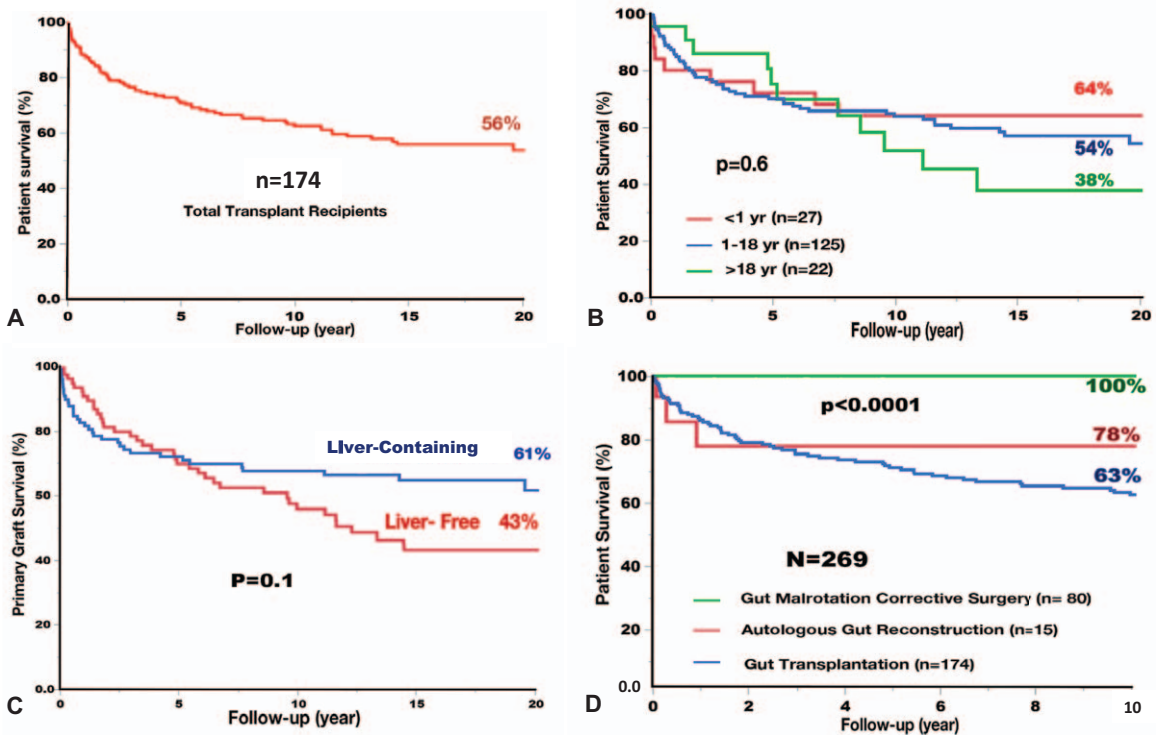 100
80
60
40
20
0.0
Patient survival (%)
56%
n=174
Total Transplant Recipients
0
5
10
15
20
Follow-up (year)
A
100
80
60
40
20
0.0
Patient Survival (%)
64%
54%
38%
p=0.6
<1 yr (n=27)
1-18 yr (n=125)
>18 yr (n=22)
0
5
10
15
20
Follow-up (year)
B
100
80
50
40
0.0
Primary Graft Survival (%)
LIver-Containing 61%
Liver- Free 43%
P=0.1
0
5
10
15
20
Follow-up (year)
C
100
80
60
40
20
0.0
Patient Survival (%)
100%
p<0.0001
78%
63%
N=269
Gut Malrotation Corrective Surgery (n= 80)
Autologous Gut Reconstruction (n=15)
Gut Transplantation (n=174)
0
2
4
6
8
10
Follow-up (year)
D